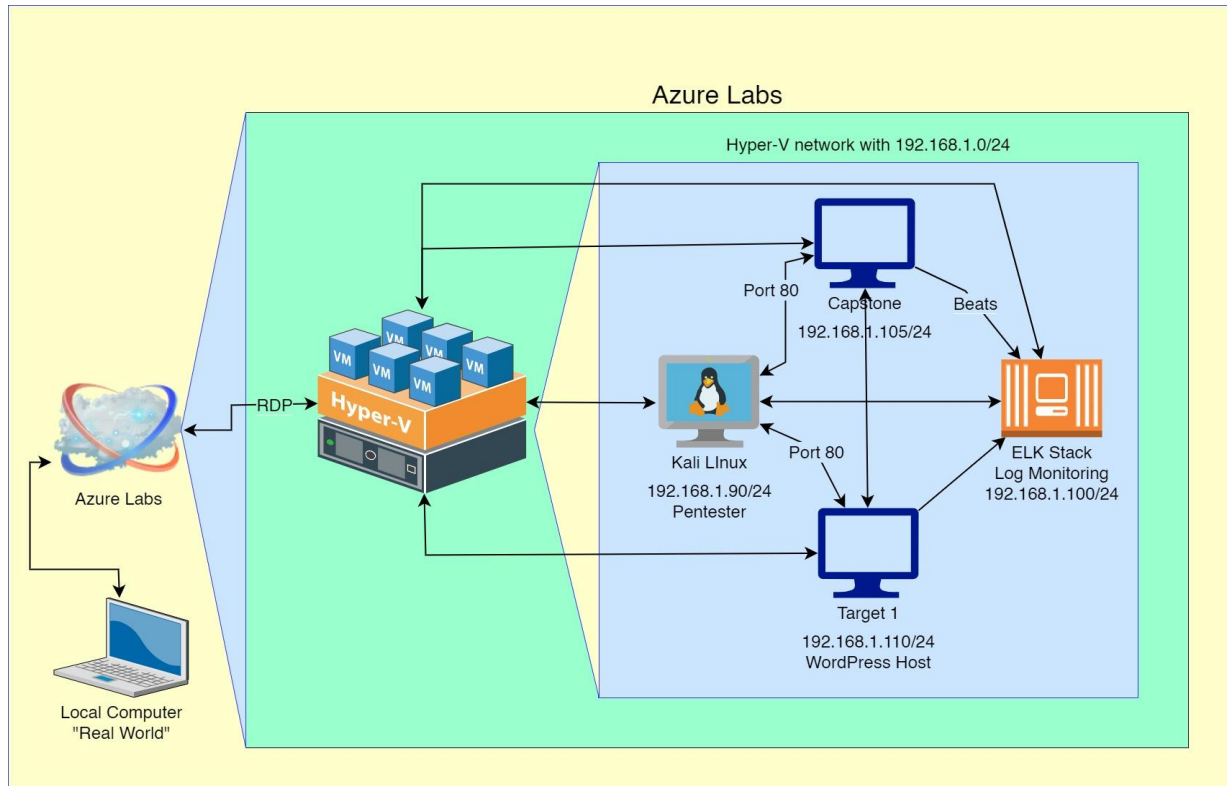 Azure Labs
Hyper-V network with 192.168.1.0/24
Port 80
Capstone
192.168.1.105/24
Beats
VM
VM
VM
VM
VM
VM
Hyper-V
RDP
Azure Labs
Kali LInux
192.168.1.90/24
Pentester
Port 80
ELK Stack
Log Monitoring
192.168.1.100/24
Target 1
192.168.1.110/24
WordPress Host
Local Computer
"Real World"